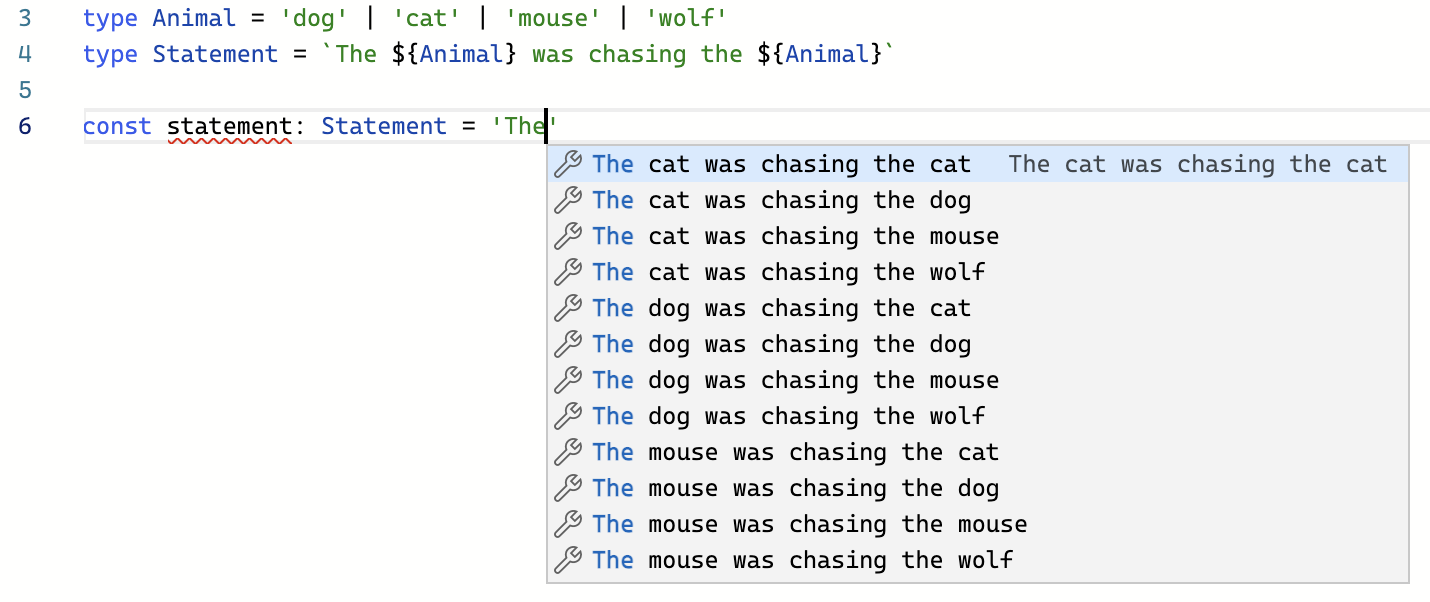 3 type Animal = 'dog' | 'cat' | 'mouse' | 'wolf'
4 type Statement = `The ${Animal} was chasing the ${Animal}`
5
6 const statement: Statement = 'The'
The cat was chasing the cat The cat was chasing the cat
The cat was chasing the dog
The cat was chasing the mouse
The cat was chasing the wolf
The dog was chasing the cat
The dog was chasing the dog
The dog was chasing the mouse
The dog was chasing the wolf
The mouse was chasing the cat
The mouse was chasing the dog
The mouse was chasing the mouse
The mouse was chasing the wolf